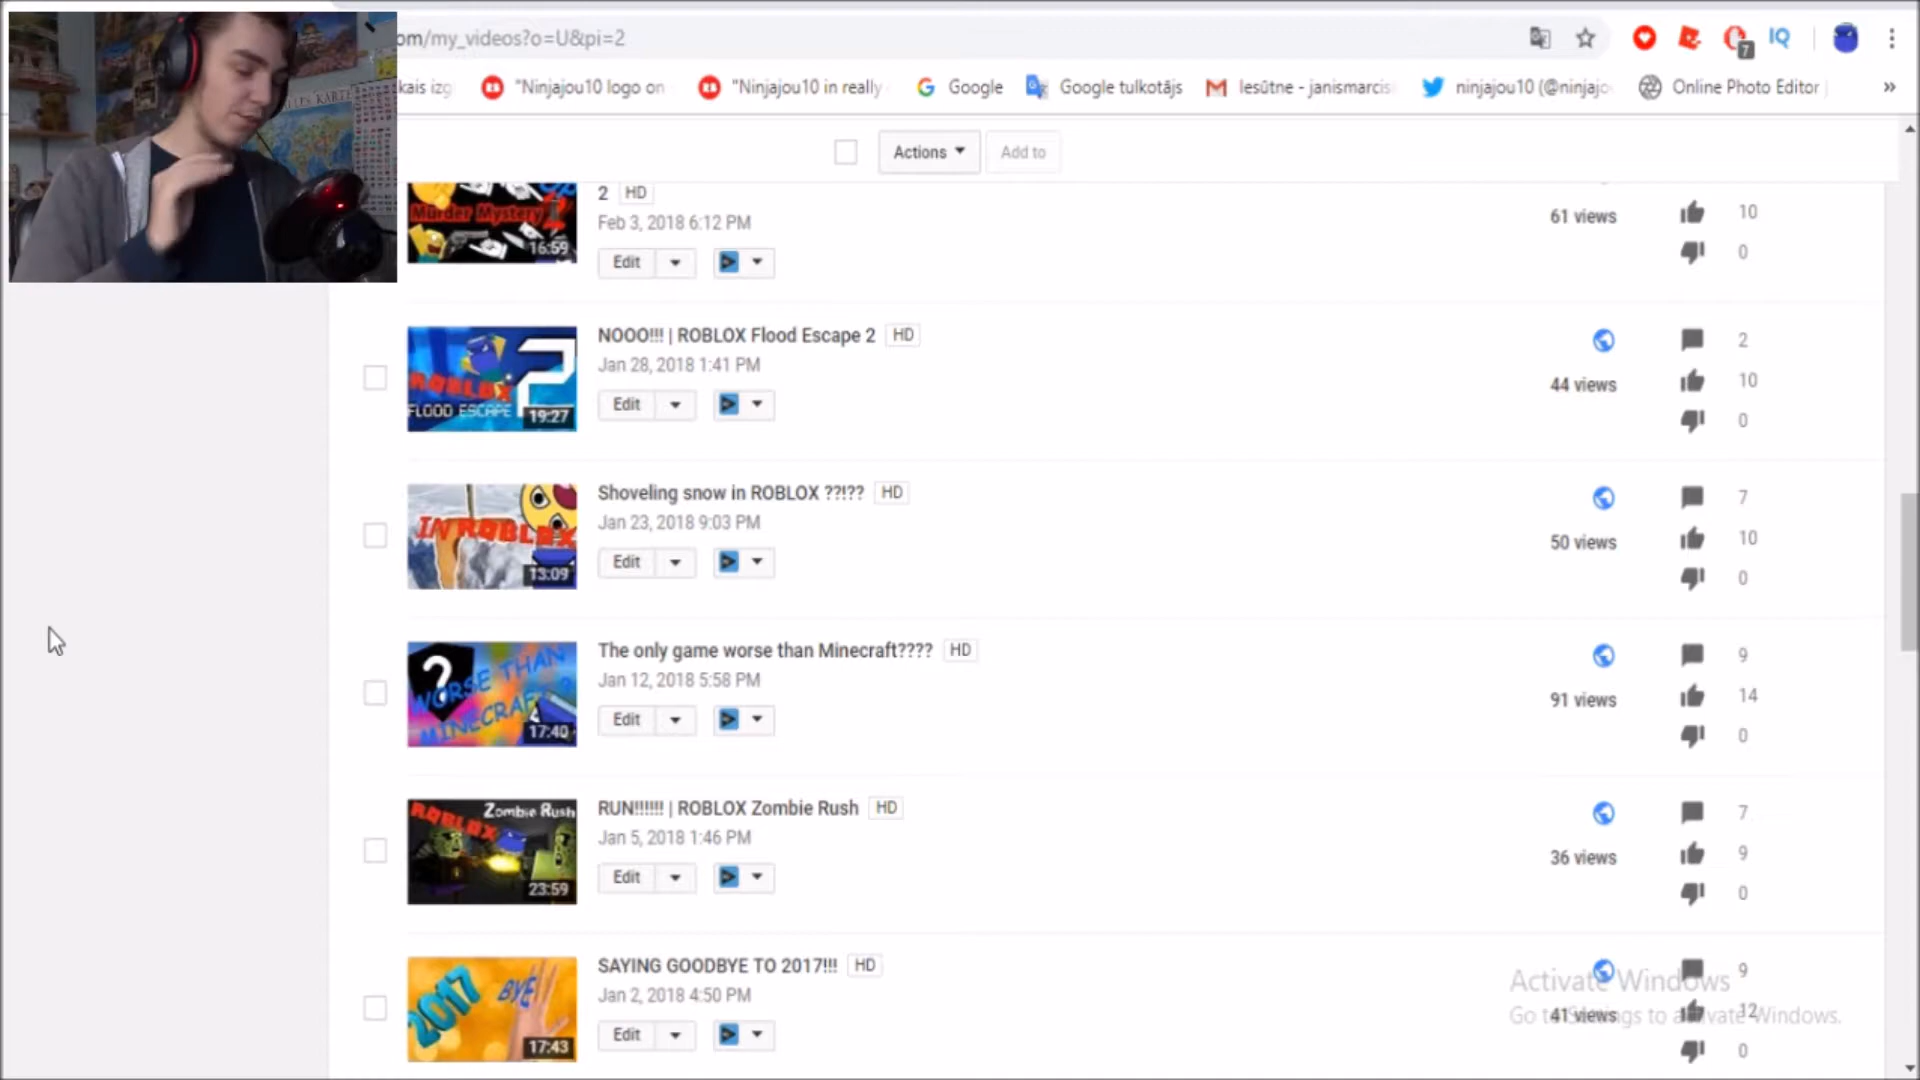 om/my_videos?o=U&pi=2
7
IQ
kais izg
"Ninjajou10 logo on
"Ninjajou10 in really
Google
Google tulkotājs
Iesūtne - janismarcis
ninjajou10 (@ninjajo
Online Photo Editor
»
Actions
Add to
Murder Mystery 2
16:59
2 HD
Feb 3, 2018 6:12 PM
Edit
61 views
10
0
ROBLOX
2
FLOOD ESCAPE
19:27
NOOO!!! | ROBLOX Flood Escape 2 HD
Jan 28, 2018 1:41 PM
Edit
44 views
2
10
0
IN ROBLOX
13:09
Shoveling snow in ROBLOX ??!?? HD
Jan 23, 2018 9:03 PM
Edit
50 views
7
10
0
?
WORSE THAN
MINECRAFT
17:40
The only game worse than Minecraft???? HD
Jan 12, 2018 5:58 PM
Edit
91 views
9
14
0
ROBLOX
Zombie Rush
23:59
RUN!!!!!! | ROBLOX Zombie Rush HD
Jan 5, 2018 1:46 PM
Edit
36 views
7
9
0
2017
BYE
17:43
SAYING GOODBYE TO 2017!!! HD
Jan 2, 2018 4:50 PM
Edit
41 views
9
12
0
Activate Windows
Go to Settings to activate Windows.